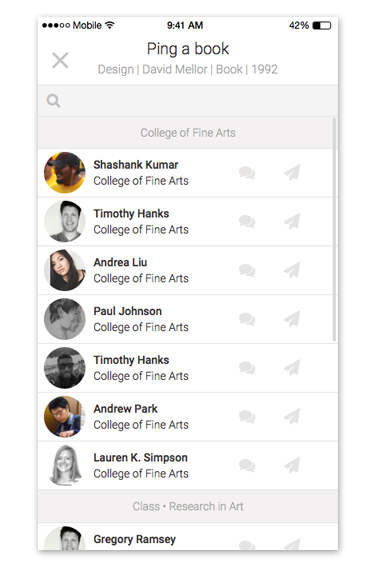 Mobile 9:41 AM 42%
Ping a book
Design | David Mellor | Book | 1992
College of Fine Arts
Shashank Kumar
College of Fine Arts
Timothy Hanks
College of Fine Arts
Andrea Liu
College of Fine Arts
Paul Johnson
College of Fine Arts
Timothy Hanks
College of Fine Arts
Andrew Park
College of Fine Arts
Lauren K. Simpson
College of Fine Arts
Class • Research in Art
Gregory Ramsey